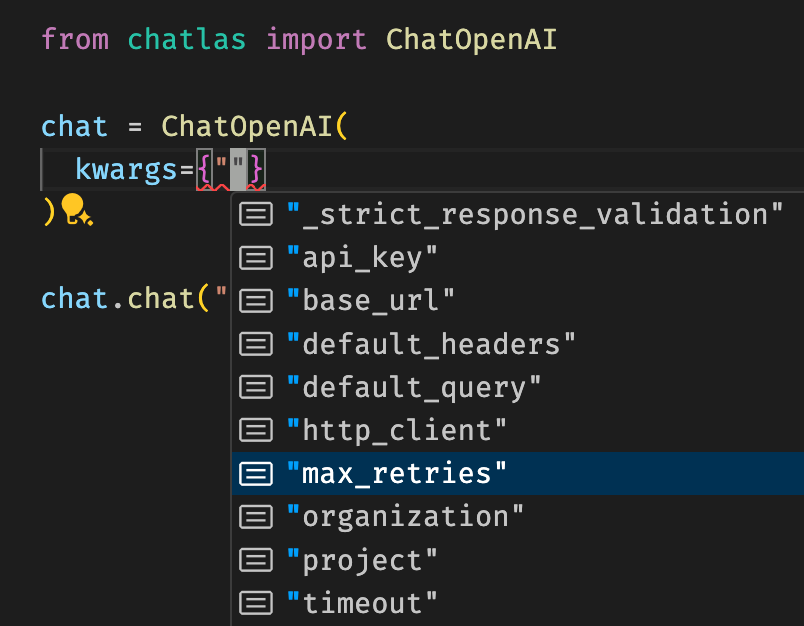 from chatlas import ChatOpenAI
chat = ChatOpenAI(
kwargs={""}
)
"_strict_response_validation"
"api_key"
"base_url"
chat.chat("
"default_headers"
"default_query"
"http_client"
"max_retries"
"organization"
"project"
"timeout"